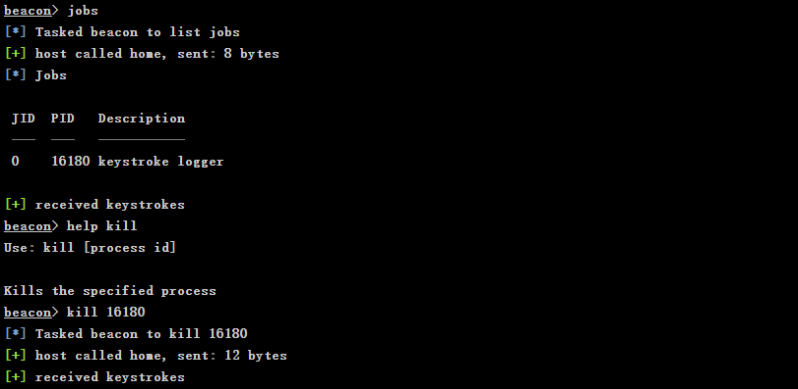 beacon> jobs
[*] Tasked beacon to list jobs
[+] host called home, sent: 8 bytes
[*] Jobs
JID PID Description
0 16180 keystroke logger
[+] received keystrokes
beacon> help kill
Use: kill [process id]
Kills the specified process
beacon> kill 16180
[*] Tasked beacon to kill 16180
[+] host called home, sent: 12 bytes
[+] received keystrokes